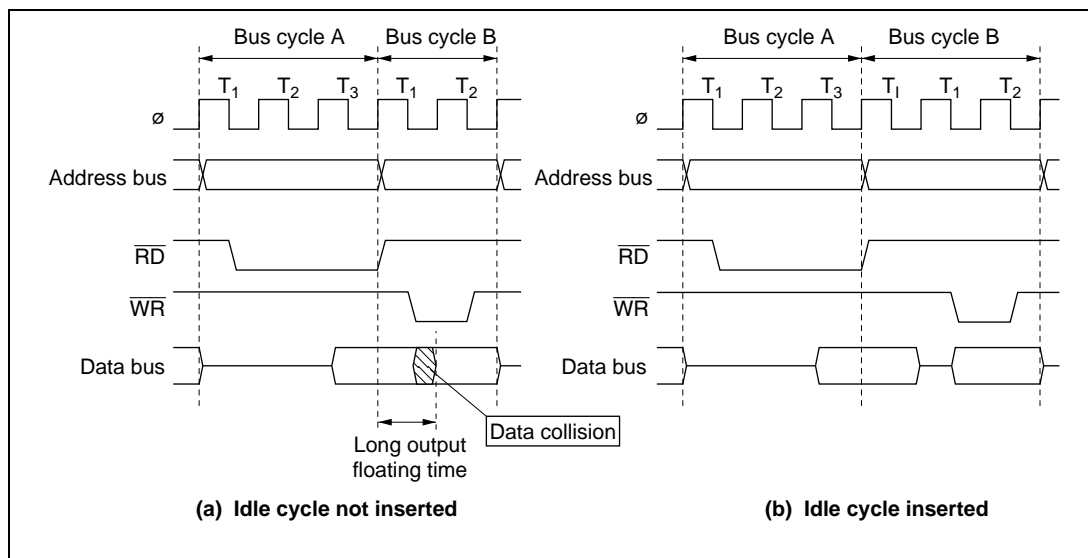 Bus cycle A Bus cycle B Bus cycle A Bus cycle B
T1 T2 T3 T1 T2 T1 T2 T3 TI T1 T2
ø ø
Address bus Address bus
RD RD
WR WR
Data bus Data bus
Data collision
Long output
floating time
(a) Idle cycle not inserted (b) Idle cycle inserted